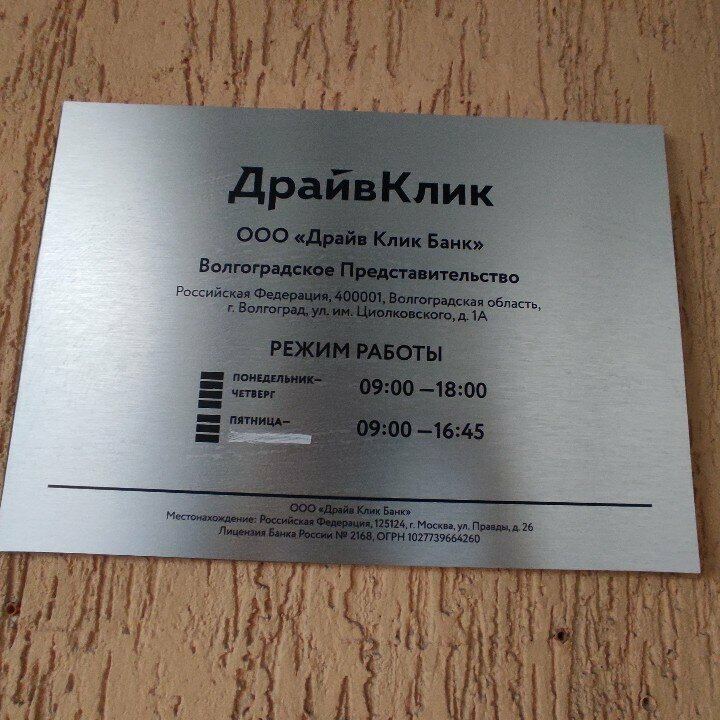 ДрайвКлик
ООО «Драйв Клик Банк»
Волгоградское Представительство
Российская Федерация, 400001, Волгоградская область,
г. Волгоград, ул. им. Циолковского, д. 1А
РЕЖИМ РАБОТЫ
ПОНЕДЕЛЬНИК—
ЧЕТВЕРГ 09:00 —18:00
ПЯТНИЦА— 09:00 —16:45
ООО «Драйв Клик Банк»
Местонахождение: Российская Федерация, 125124, г. Москва, ул. Правды, д. 26
Лицензия Банка России № 2168, ОГРН 1027739664260